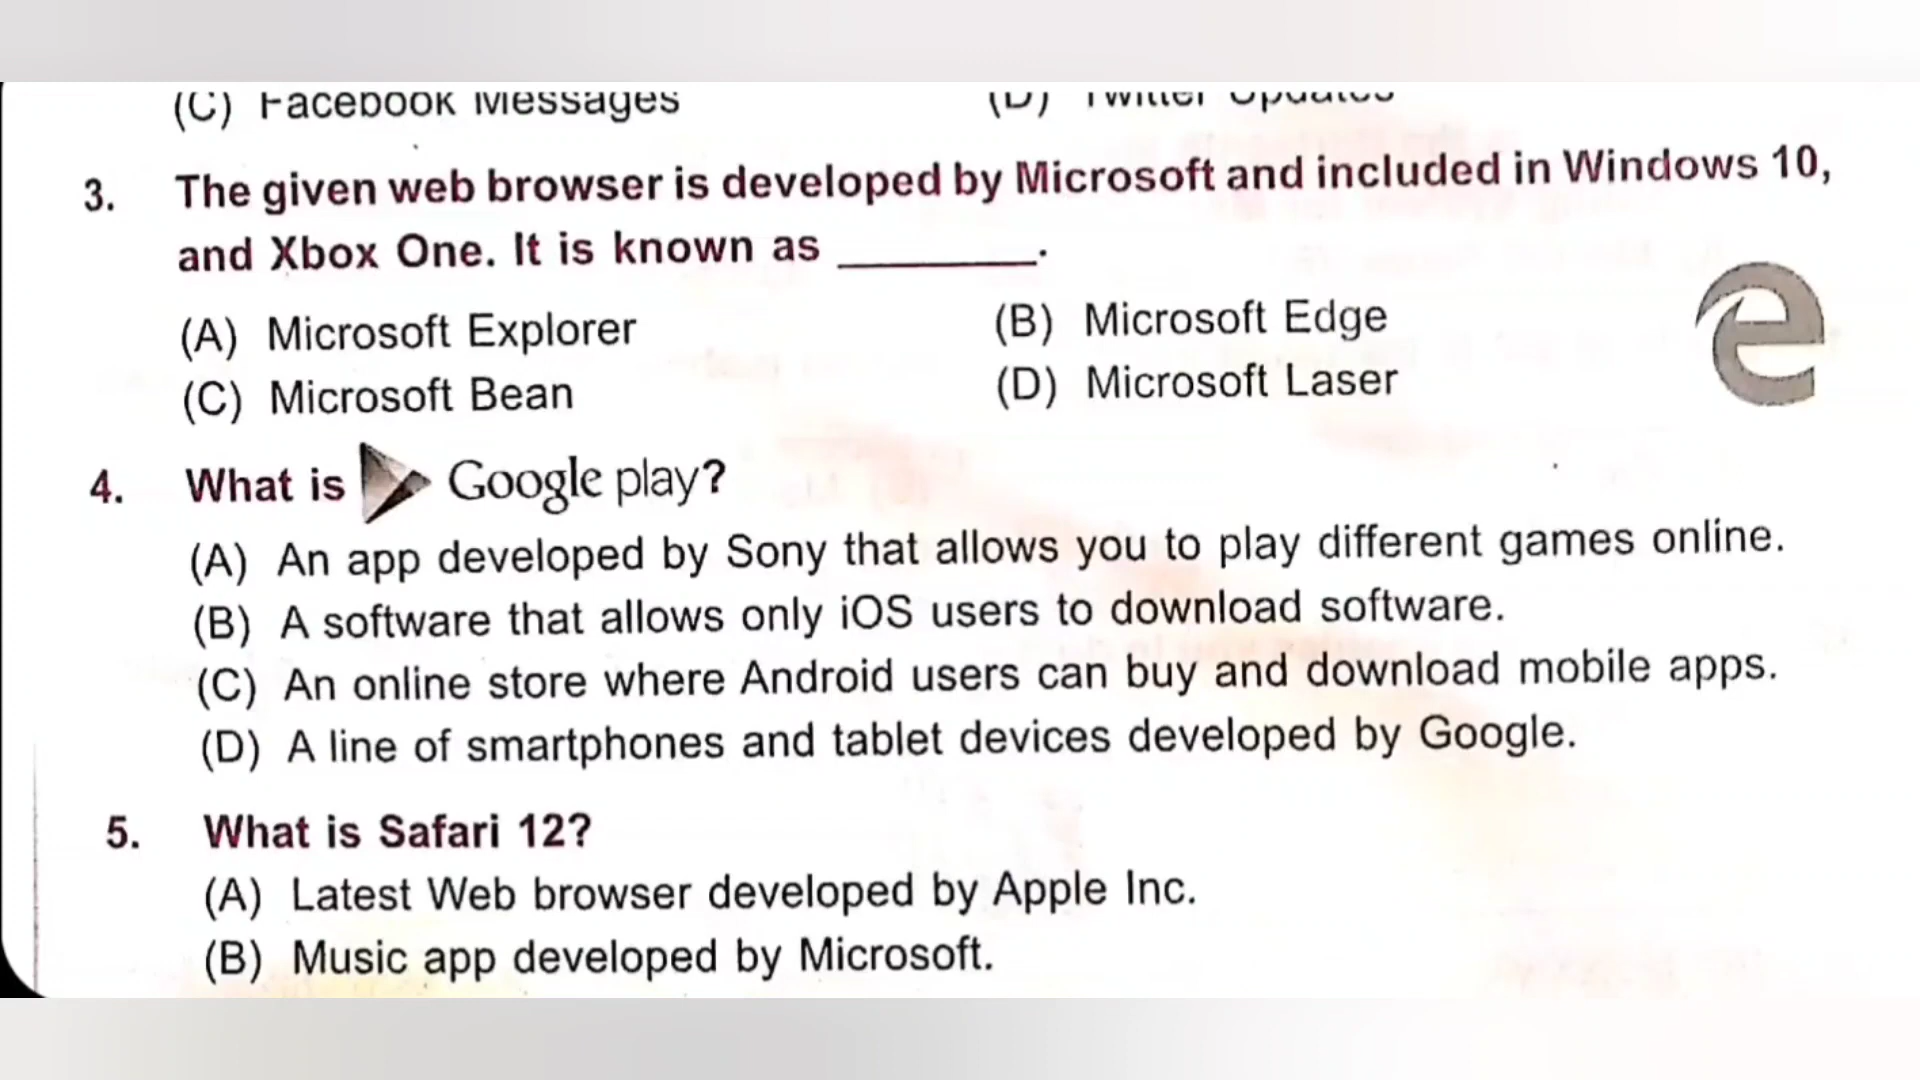 (C) Facebook Messages (D) Twitter Updates
3. The given web browser is developed by Microsoft and included in Windows 10,
and Xbox One. It is known as ________.
(A) Microsoft Explorer (B) Microsoft Edge
(C) Microsoft Bean (D) Microsoft Laser
4. What is Google play?
(A) An app developed by Sony that allows you to play different games online.
(B) A software that allows only iOS users to download software.
(C) An online store where Android users can buy and download mobile apps.
(D) A line of smartphones and tablet devices developed by Google.
5. What is Safari 12?
(A) Latest Web browser developed by Apple Inc.
(B) Music app developed by Microsoft.